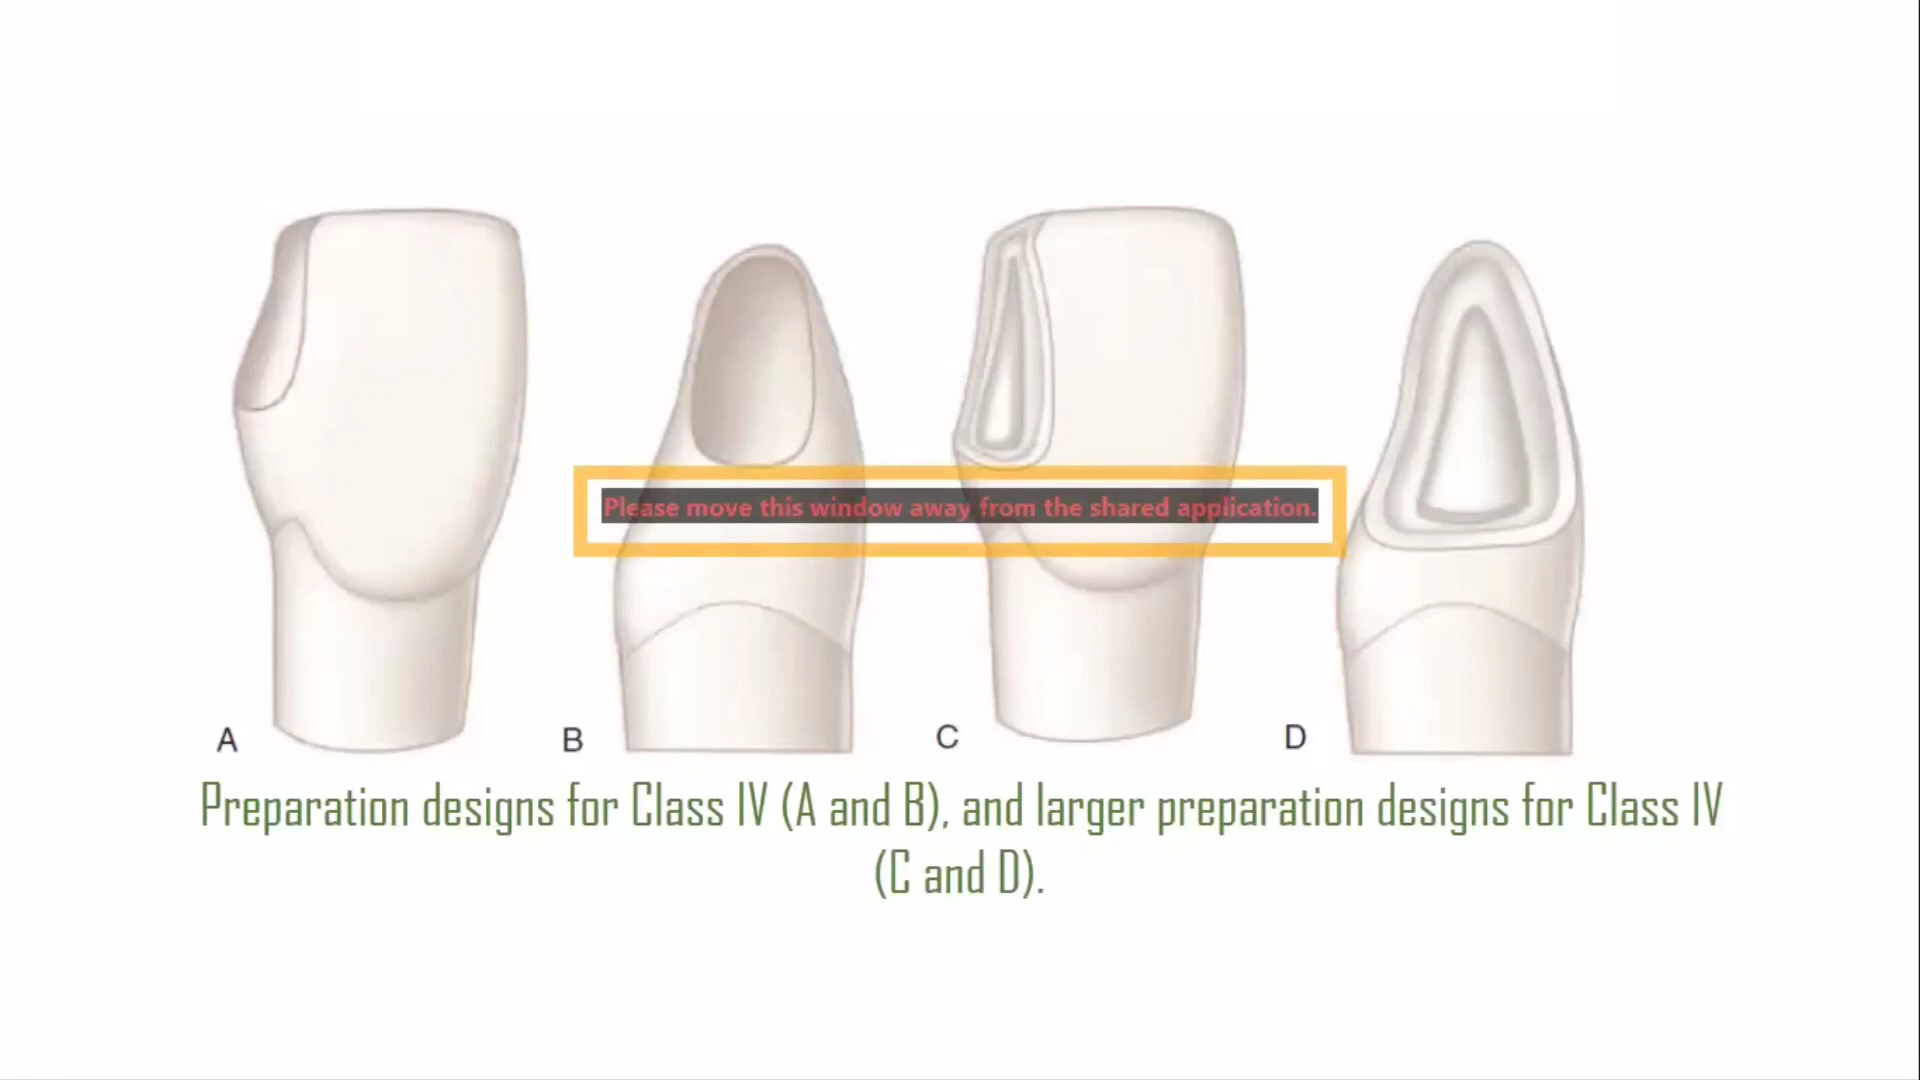 Please move this window away from the shared application.
A B C D
Preparation designs for Class IV (A and B), and larger preparation designs for Class IV
(C and D).